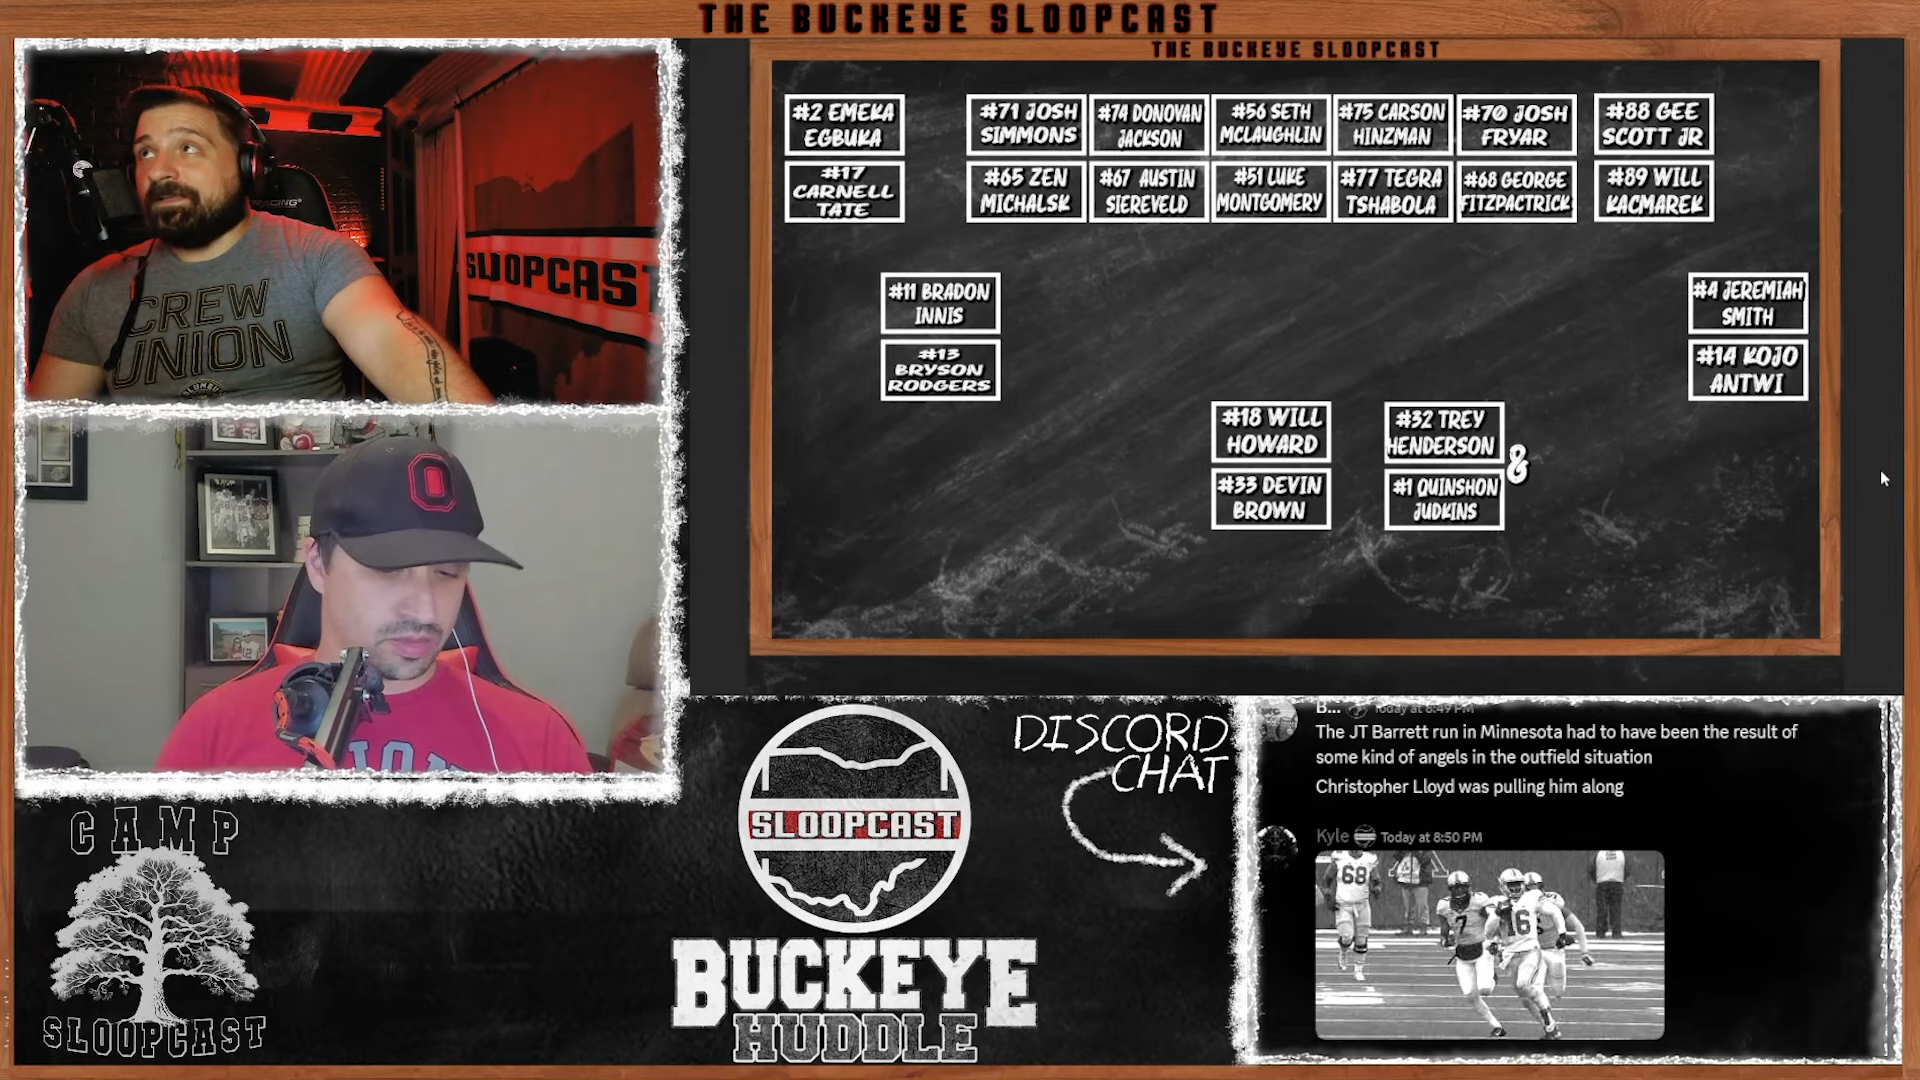 THE BUCKEYE SLOOPCAST
THE BUCKEYE SLOOPCAST
#2 EMEKA
EGBUKA
#17
CARNELL
TATE
#71 JOSH
SIMMONS
#74 DONOVAN
JACKSON
#56 SETH
MCLAUGHLIN
#75 CARSON
HINZMAN
#70 JOSH
FRYAR
#88 GEE
SCOTT JR
#65 ZEN
MICHALSK
#67 AUSTIN
SIEREVELD
#51 LUKE
MONTGOMERY
#77 TEGRA
TSHABOLA
#68 GEORGE
FITZPACTRICK
#89 WILL
KACMAREK
#11 BRADON
INNIS
#13
BRYSON
RODGERS
#4 JEREMIAH
SMITH
#14 KOJO
ANTWI
#18 WILL
HOWARD
#33 DEVIN
BROWN
#32 TREY
HENDERSON
&
#1 QUINSHON
JUDKINS
RACING
CREW
UNION
SLOOPCAST
O
CAMP
SLOOPCAST
SLOOPCAST
BUCKEYE
HUDDLE
DISCORD
CHAT
B... Today at 8:49 PM
The JT Barrett run in Minnesota had to have been the result of
some kind of angels in the outfield situation
Christopher Lloyd was pulling him along
Kyle Today at 8:50 PM
68
7
16